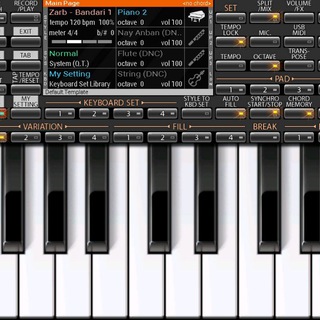 RECORD
/PLAY
EXIT
TAB
TEMPO
RESET
MY
SETTING
Main Page
<no chord>
Zarb - Bandari 1
tempo 120 bpm 100%
meter 4/4 b/# 0
Normal
System (Q.T.)
My Setting
Keyboard Set Library
Default Template
Piano 2
octave 0 vol 100
Nay Anban (DN..
octave 0 vol 100
Flute (DNC)
octave 0 vol 100
String (DNC)
octave 0 vol 100
SET
SPLIT
/MIX
VOLUME
/FX
TEMPO
LOCK
MIC.
USB
MIDI
TEMPO
OCTAVE
TRANS-
POSE
PAD
1
2
3
4
KEYBOARD SET
1
2
3
4
STYLE TO
KBD SET
AUTO
FILL
SYNCHRO
START/STOP
CHORD
MEMORY
VARIATION
2
3
4
FILL
1
2
3
4
BREAK
1